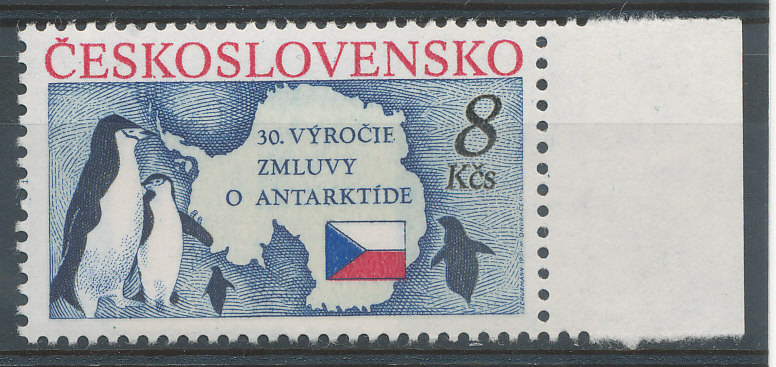 ČESKOSLOVENSKO
30. VÝROČIE
ZMLUVY
O ANTARKTÍDE
8
Kčs